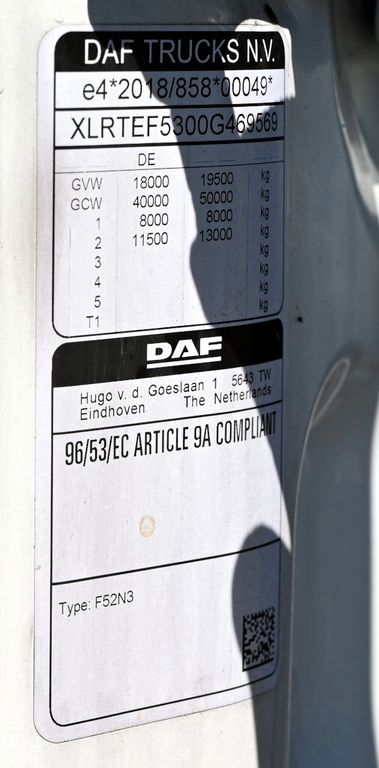 DAF TRUCKS N.V.
e4*2018/858*00049*
XLRTEF5300G469569
DE
GVW 18000 19500 kg
GCW 40000 50000 kg
1 8000 8000 kg
2 11500 13000 kg
3 kg
4 kg
5 kg
T1
DAF
Hugo v. d. Goeslaan 1 5643 TW
Eindhoven The Netherlands
96/53/EC ARTICLE 9A COMPLIANT
Type: F52N3